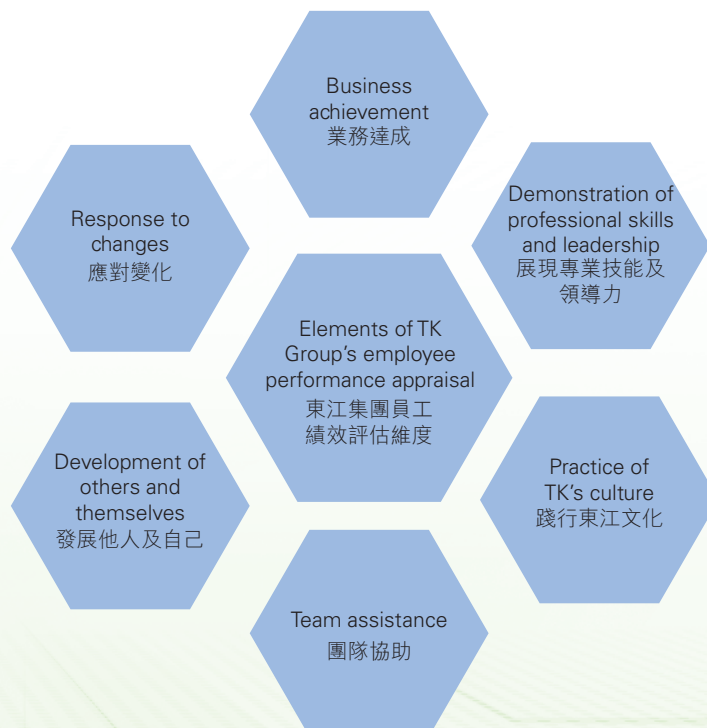 Business
achievement
業務達成
Response to
changes
應對變化
Demonstration of
professional skills
and leadership
展現專業技能及
領導力
Elements of TK
Group's employee
performance appraisal
東江集團員工
績效評估維度
Development of
others and
themselves
發展他人及自己
Practice of
TK's culture
踐行東江文化
Team assistance
團隊協助